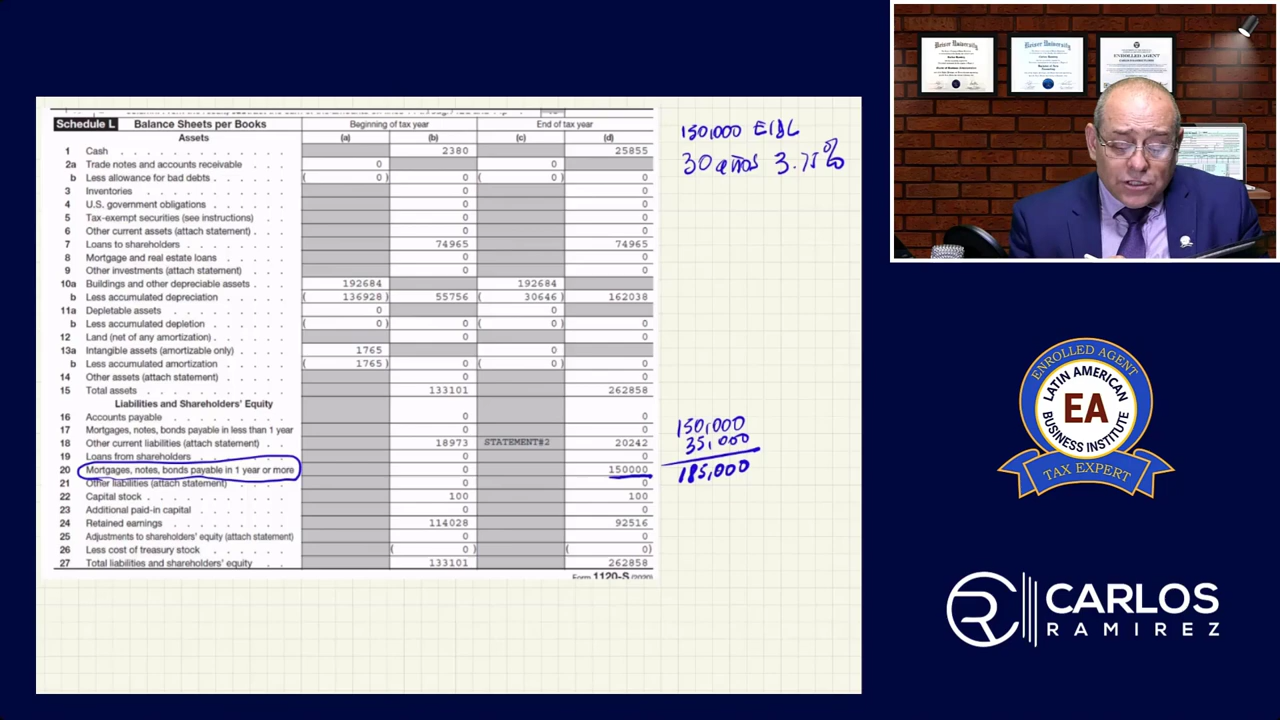 Schedule L Balance Sheets per Books Beginning of tax year End of tax year
Assets (a) (b) (c) (d)
1 Cash 2380 25855
2a Trade notes and accounts receivable 0 0
b Less allowance for bad debts ( 0) 0 ( 0) 0
3 Inventories 0 0
4 U.S. government obligations 0 0
5 Tax-exempt securities (see instructions) 0 0
6 Other current assets (attach statement) 0 0
7 Loans to shareholders 74965 74965
8 Mortgage and real estate loans 0 0
9 Other investments (attach statement) 0 0
10a Buildings and other depreciable assets 192684 192684
b Less accumulated depreciation ( 136928) 55756 ( 30646) 162038
11a Depletable assets 0 0
b Less accumulated depletion ( 0) 0 ( 0) 0
12 Land (net of any amortization) 0 0
13a Intangible assets (amortizable only) 1765 0
b Less accumulated amortization ( 1765) 0 ( 0) 0
14 Other assets (attach statement) 0 0
15 Total assets 133101 262858
Liabilities and Shareholders' Equity
16 Accounts payable 0 0
17 Mortgages, notes, bonds payable in less than 1 year 0 0
18 Other current liabilities (attach statement) 18973 STATEMENT#2 20242
19 Loans from shareholders 0 0
20 Mortgages, notes, bonds payable in 1 year or more 0 150000
21 Other liabilities (attach statement) 0 0
22 Capital stock 100 100
23 Additional paid-in capital 0 0
24 Retained earnings 114028 92516
25 Adjustments to shareholders' equity (attach statement) 0 0
26 Less cost of treasury stock ( 0) ( 0)
27 Total liabilities and shareholders' equity 133101 262858
Form 1120-S (2020)
150,000 EIDL
30 años 3.75%
150,000
35,000
185,000
ENROLLED AGENT
LATIN AMERICAN
EA
BUSINESS INSTITUTE
TAX EXPERT
CARLOS
RAMIREZ